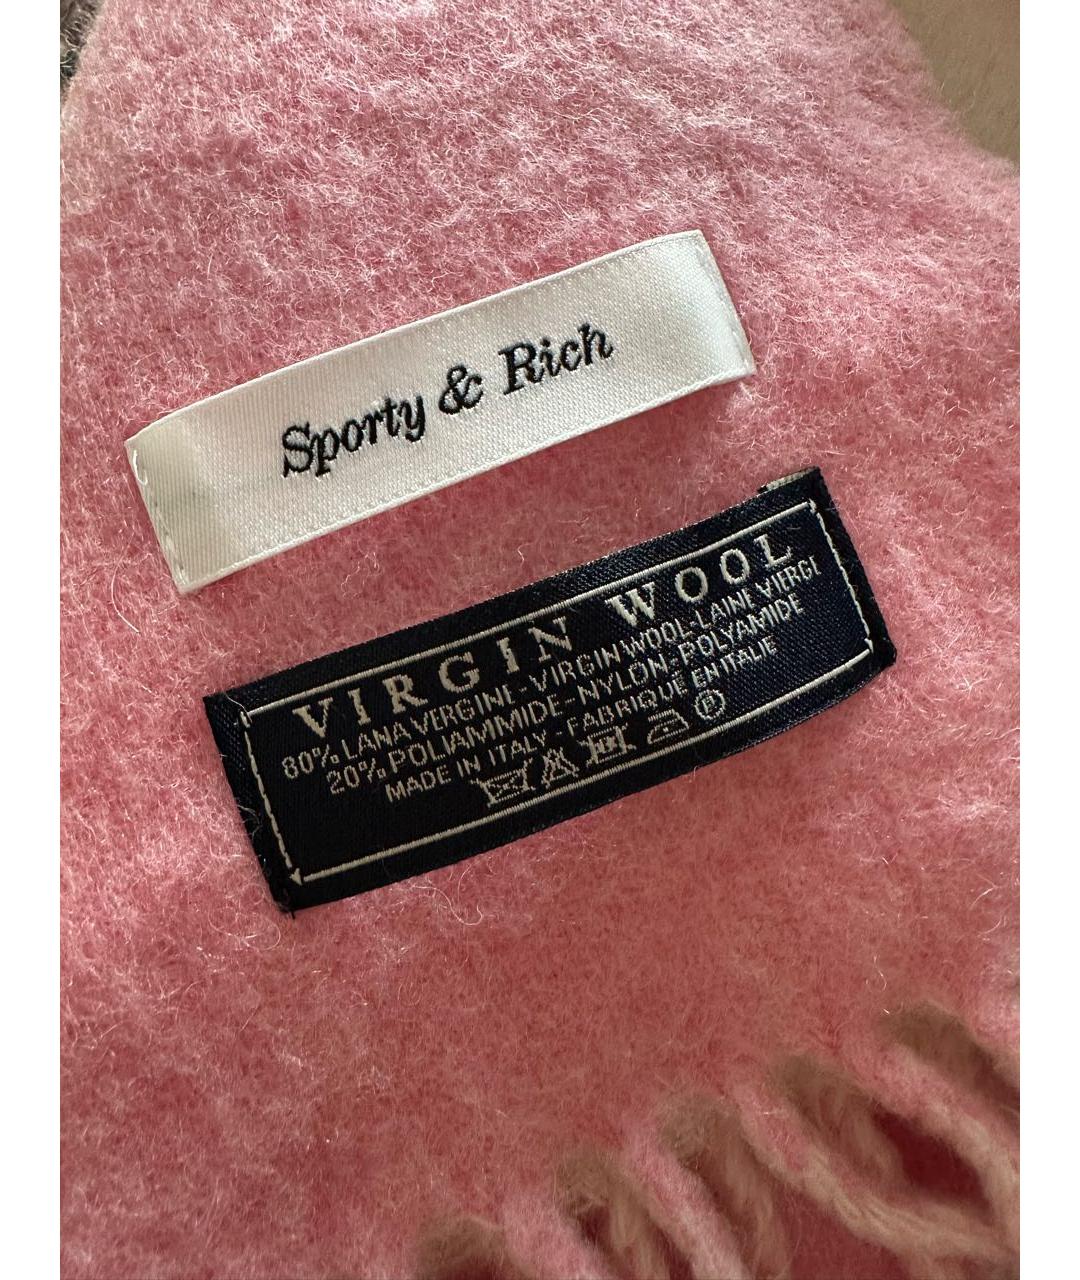 Sporty & Rich
VIRGIN WOOL
80% LANA VERGINE-VIRGIN WOOL-LAINE VIERGE
20% POLIAMMIDE-NYLON-POLYAMIDE
MADE IN ITALY - FABRIQUE EN ITALIE
P